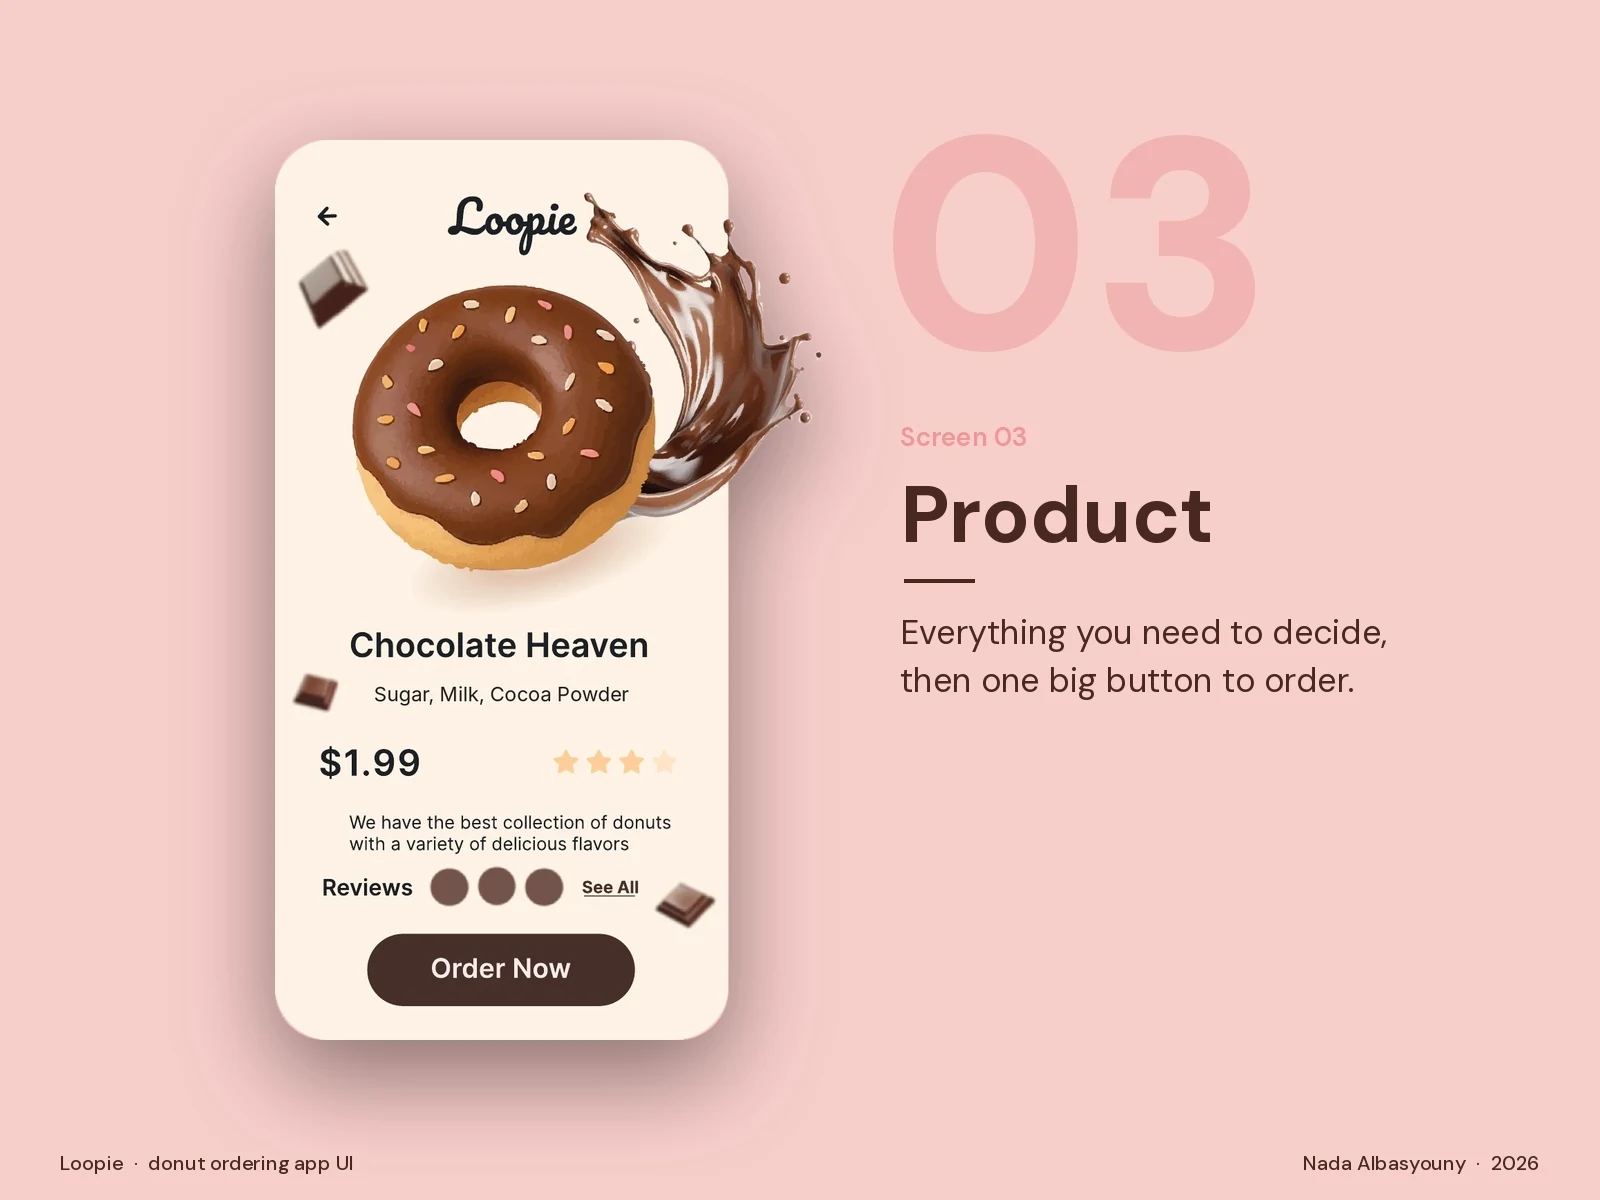 Loopie
Chocolate Heaven
Sugar, Milk, Cocoa Powder
$1.99
We have the best collection of donuts
with a variety of delicious flavors
Reviews See All
Order Now
03
Screen 03
Product
Everything you need to decide,
then one big button to order.
Loopie · donut ordering app UI
Nada Albasyouny · 2026